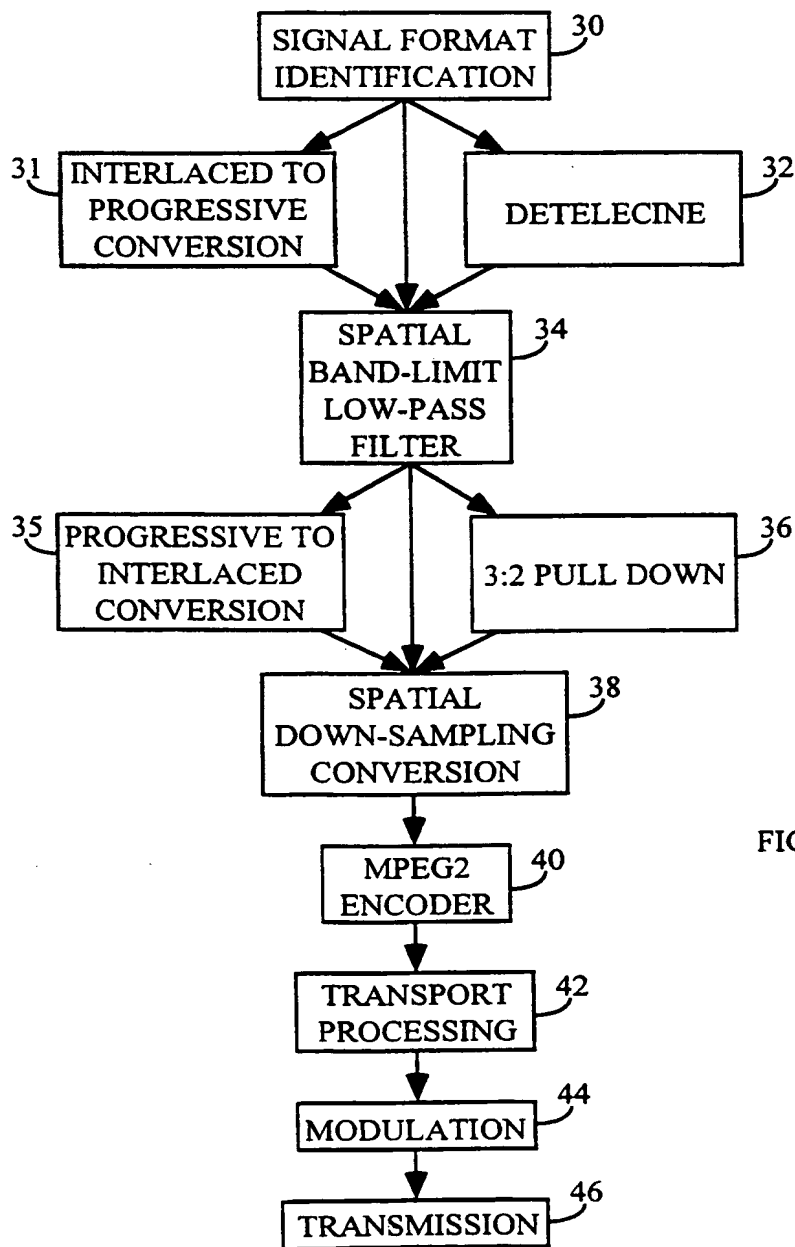 SIGNAL FORMAT
IDENTIFICATION
30
31
INTERLACED TO
PROGRESSIVE
CONVERSION
DETELECINE
32
SPATIAL
BAND-LIMIT
LOW-PASS
FILTER
34
35
PROGRESSIVE TO
INTERLACED
CONVERSION
3:2 PULL DOWN
36
SPATIAL
DOWN-SAMPLING
CONVERSION
38
MPEG2
ENCODER
40
TRANSPORT
PROCESSING
42
MODULATION
44
TRANSMISSION
46